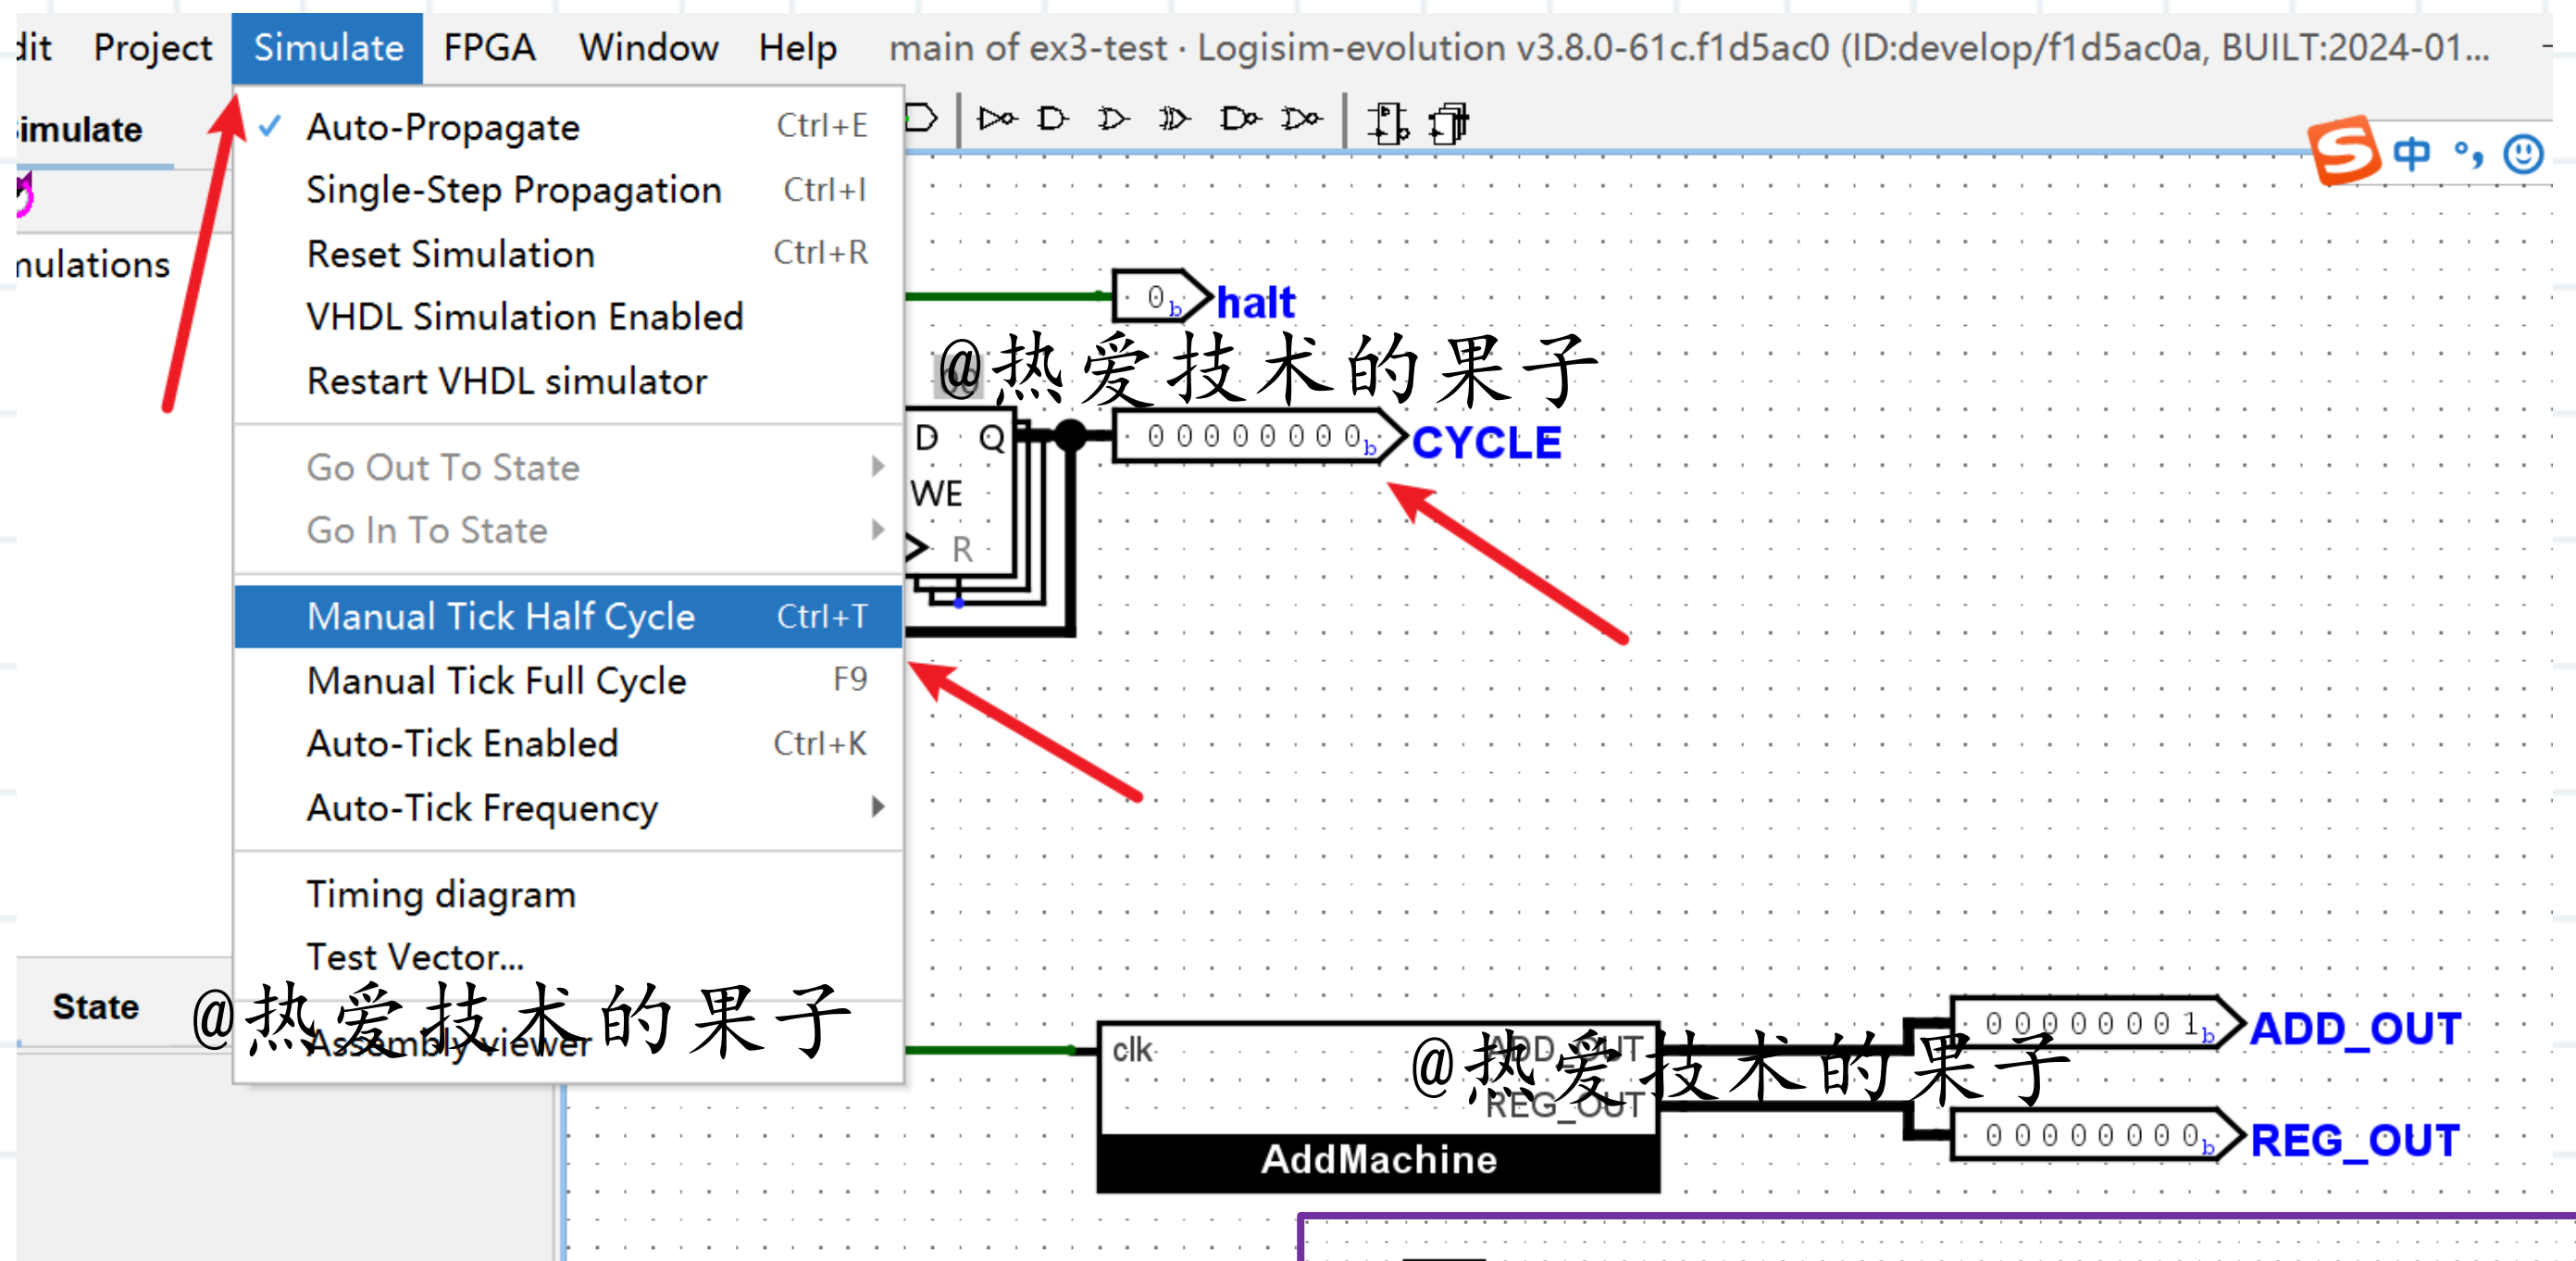 dit Project Simulate FPGA Window Help main of ex3-test · Logisim-evolution v3.8.0-61c.f1d5ac0 (ID:develop/f1d5ac0a, BUILT:2024-01...
imulate
mulations
✓ Auto-Propagate Ctrl+E
Single-Step Propagation Ctrl+I
Reset Simulation Ctrl+R
VHDL Simulation Enabled
Restart VHDL simulator
Go Out To State
Go In To State
Manual Tick Half Cycle Ctrl+T
Manual Tick Full Cycle F9
Auto-Tick Enabled Ctrl+K
Auto-Tick Frequency
Timing diagram
Test Vector...
Assembly viewer
State
@热爱技术的果子
S 中 °,
0b halt
@热爱技术的果子
D Q
WE
R
00000000b CYCLE
clk
ADD_OUT
REG_OUT
AddMachine
@热爱技术的果子
00000001b ADD_OUT
00000000b REG_OUT